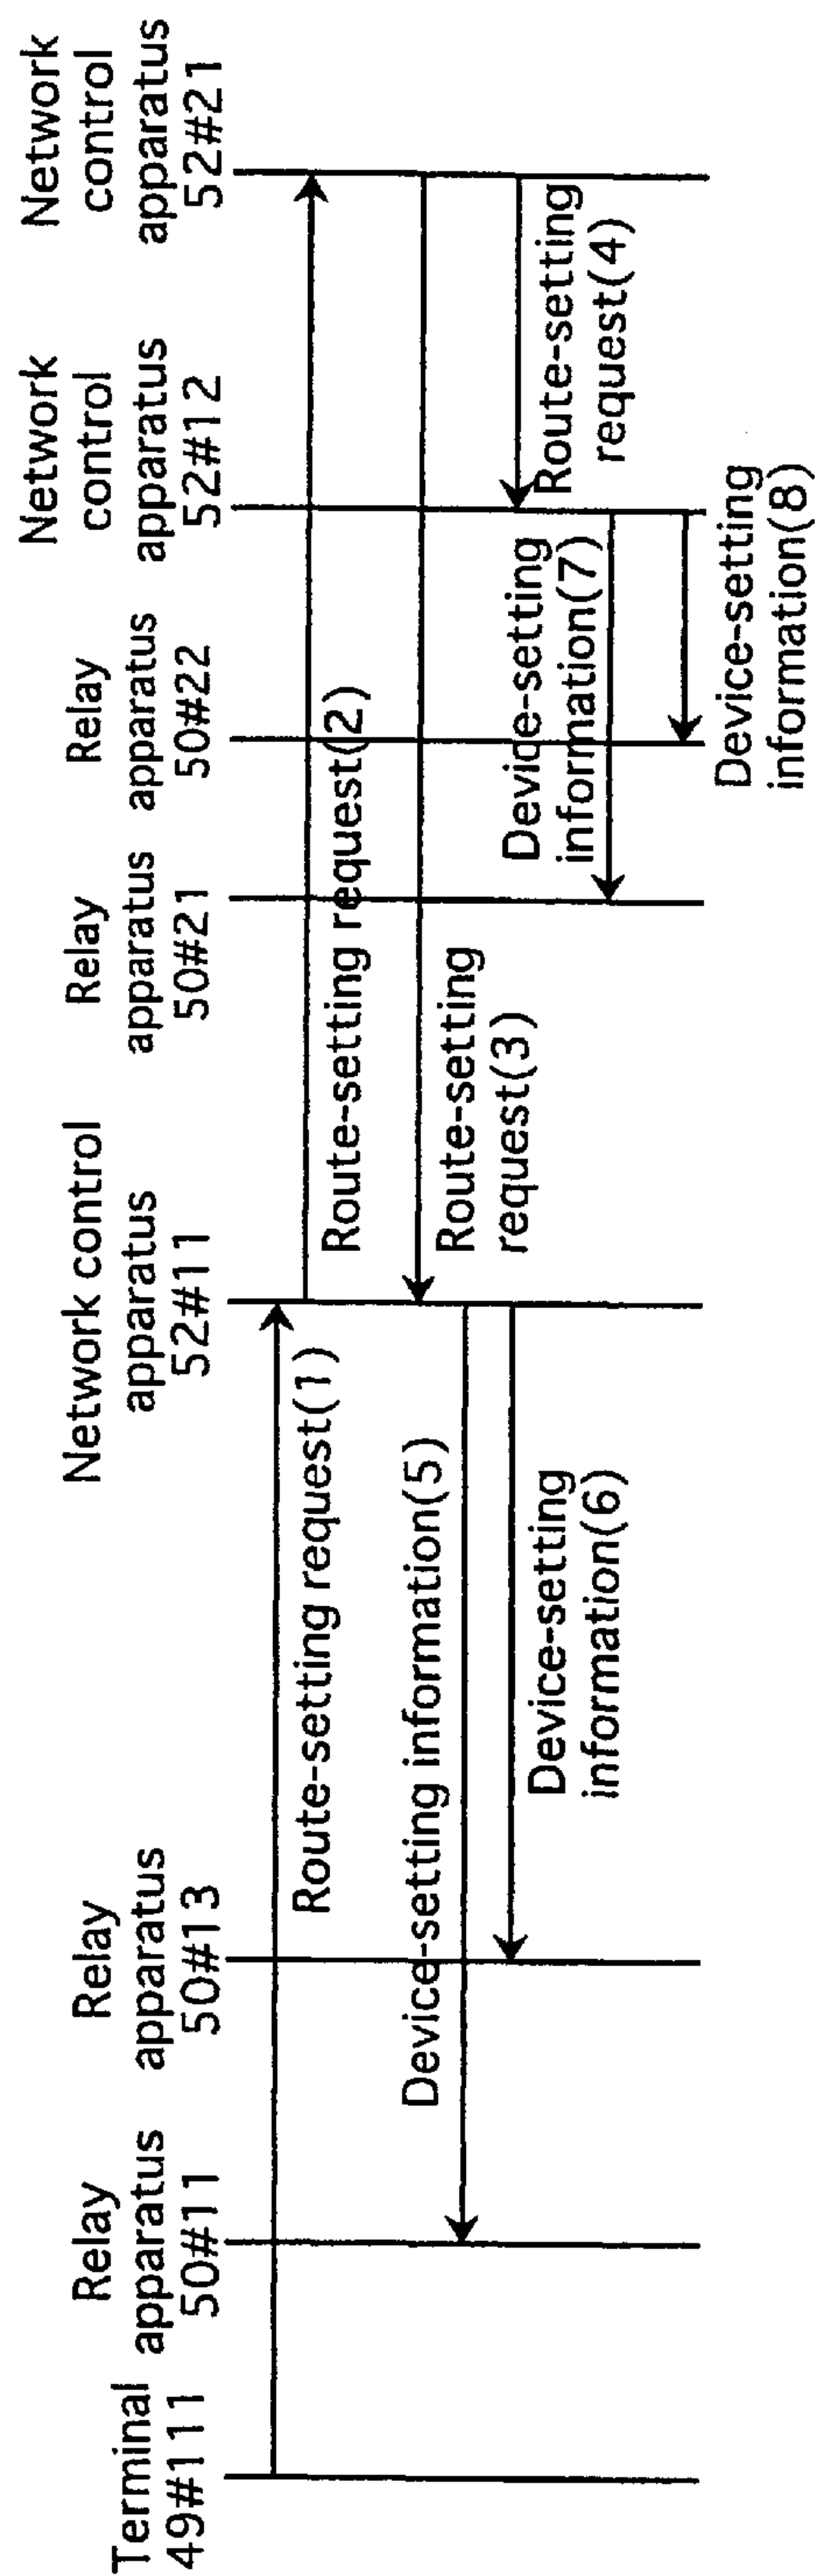 Terminal
49#111
Relay
apparatus
50#11
Relay
apparatus
50#13
Network control
apparatus
52#11
Relay
apparatus
50#21
Relay
apparatus
50#22
Network
control
apparatus
52#12
Network
control
apparatus
52#21
Route-setting request(1)
Route-setting request(2)
Route-setting
request(3)
Route-setting
request(4)
Device-setting information(5)
Device-setting
information(6)
Device-setting
information(7)
Device-setting
information(8)